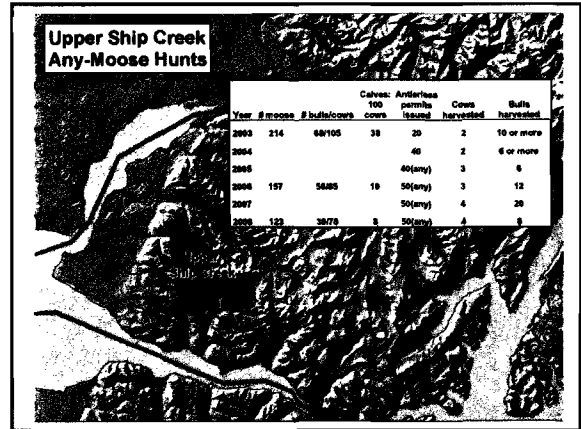 Upper Ship Creek
Any-Moose Hunts
Year # moose # bulls/cows Calves: 100 cows Antlerless permits issued Cows harvested Bulls harvested
2003 214 68/105 38 20 2 10 or more
2004 40 2 6 or more
2005 40(any) 3 6
2006 157 56/85 19 50(any) 3 12
2007 50(any) 4 20
2008 123 39/78 8 50(any) 4 8